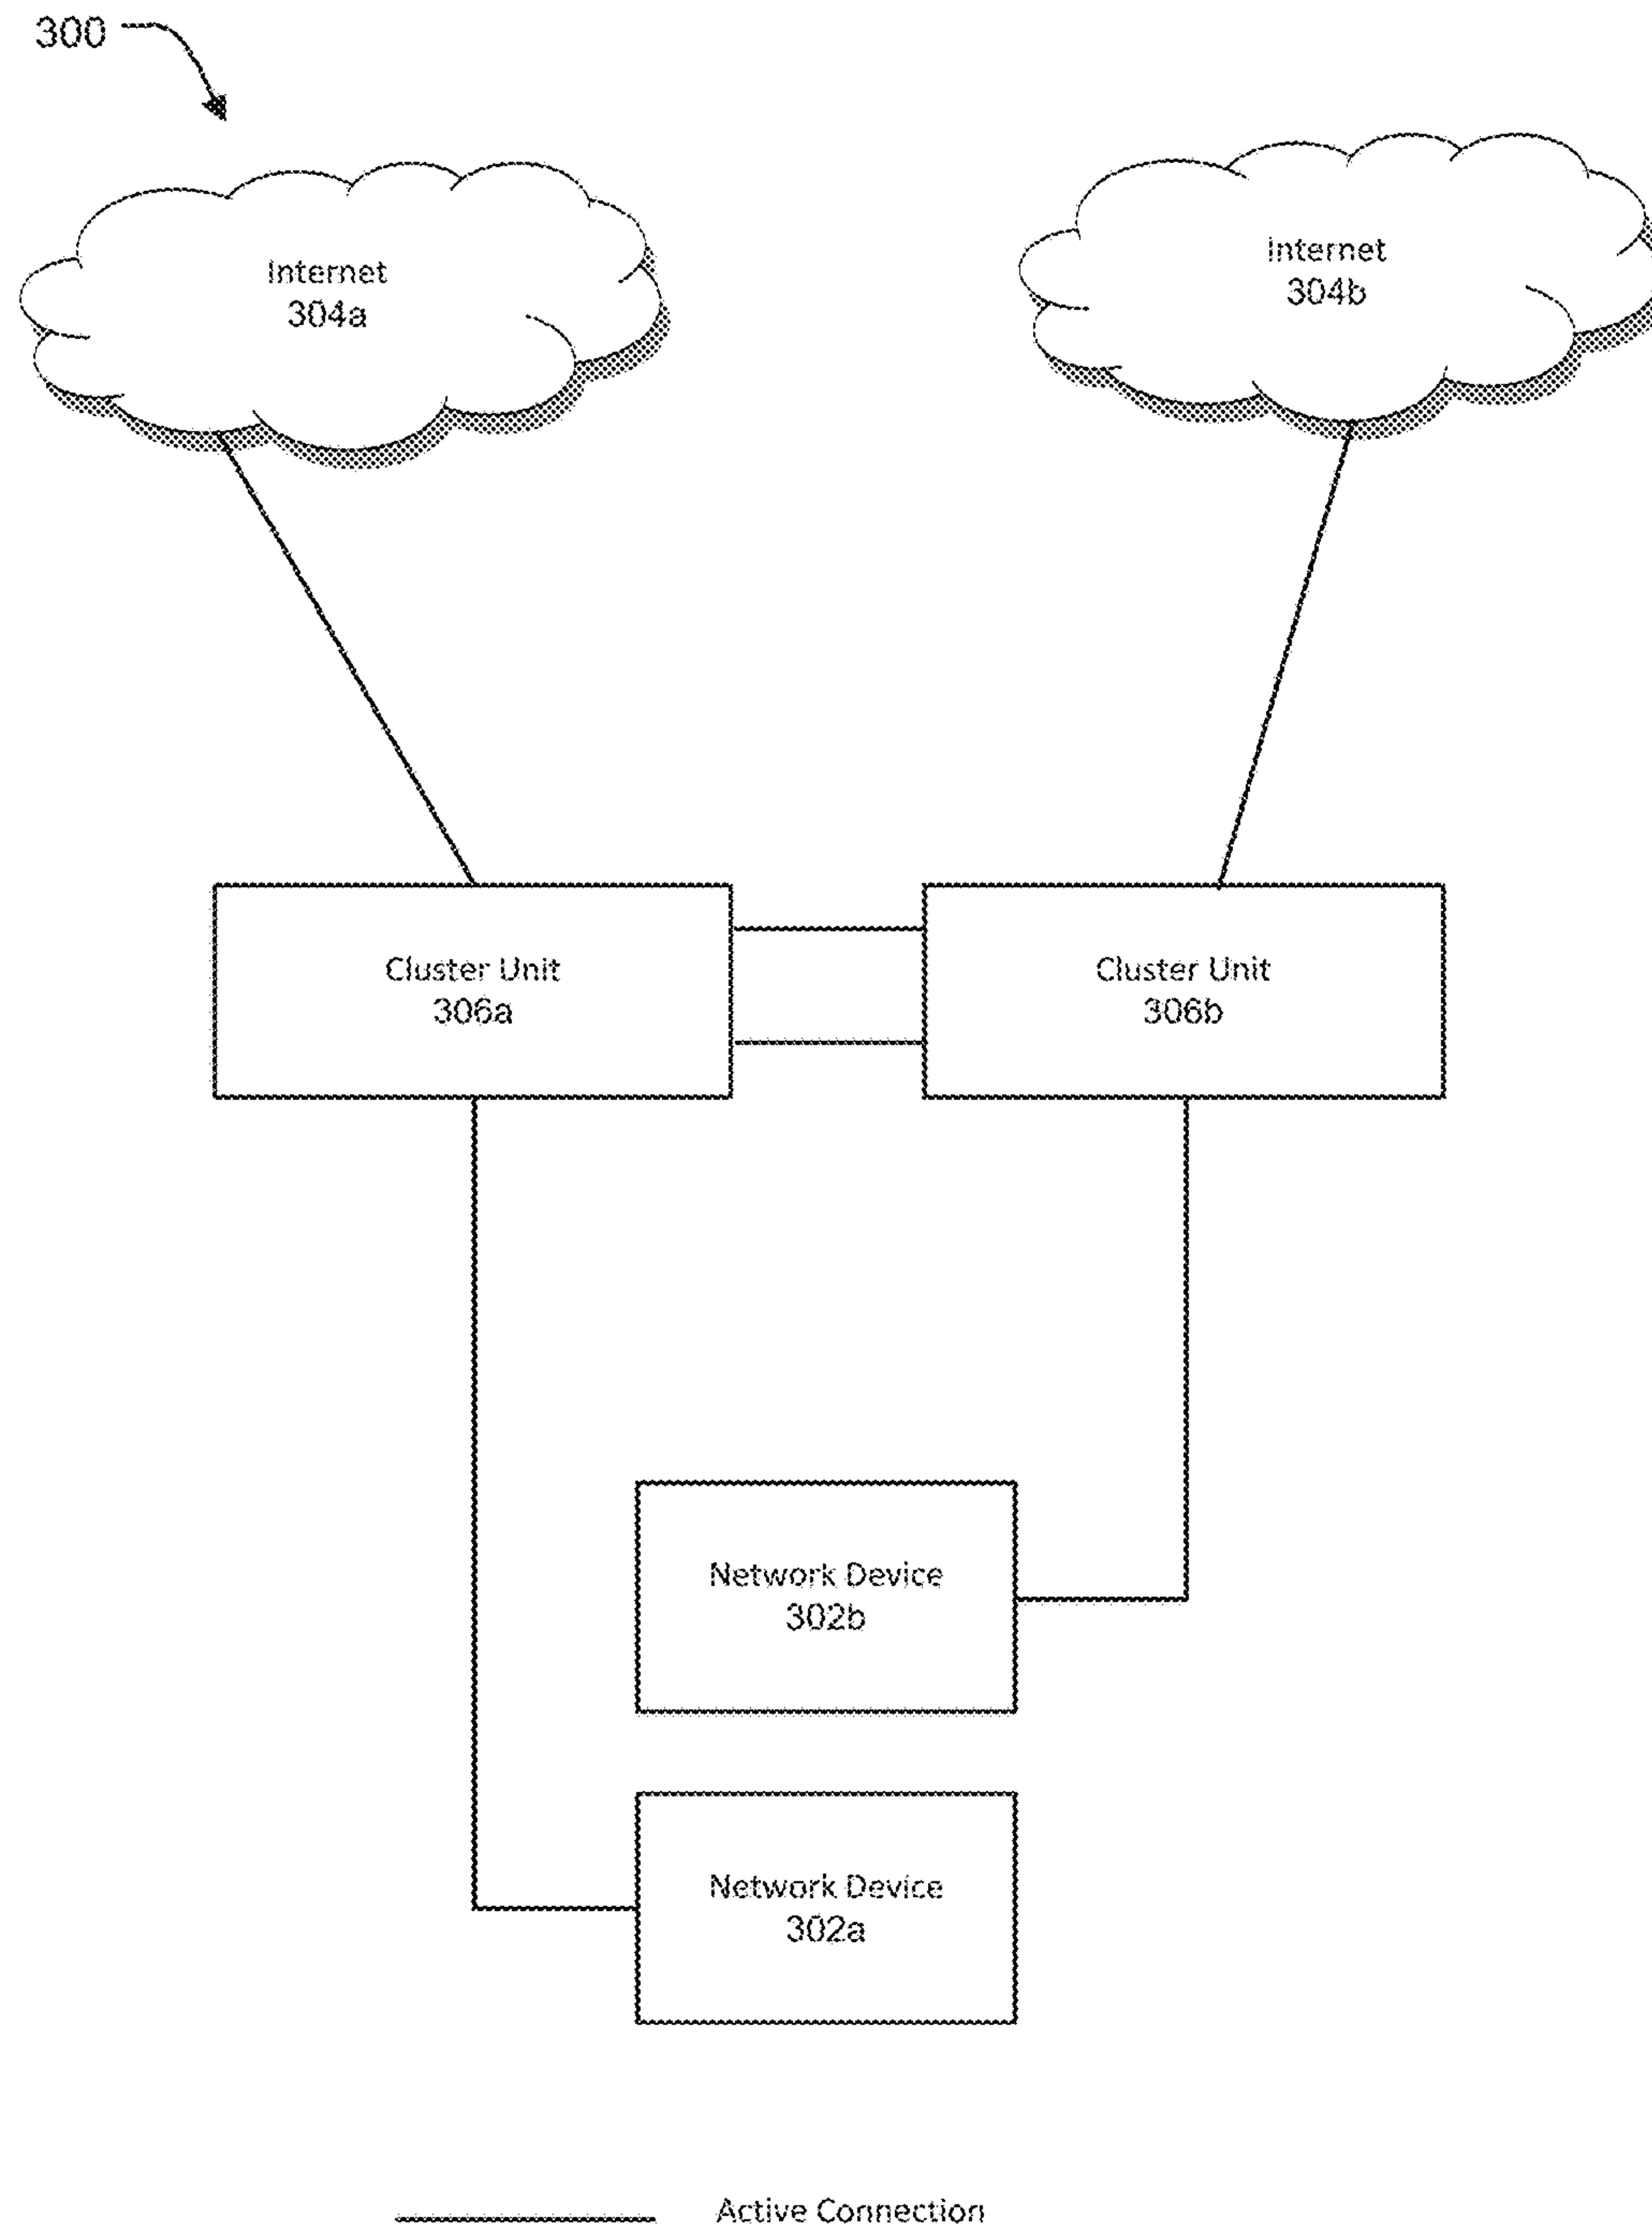 300
Internet
304a
Internet
304b
Cluster Unit
306a
Cluster Unit
306b
Network Device
302b
Network Device
302a
Active Connection